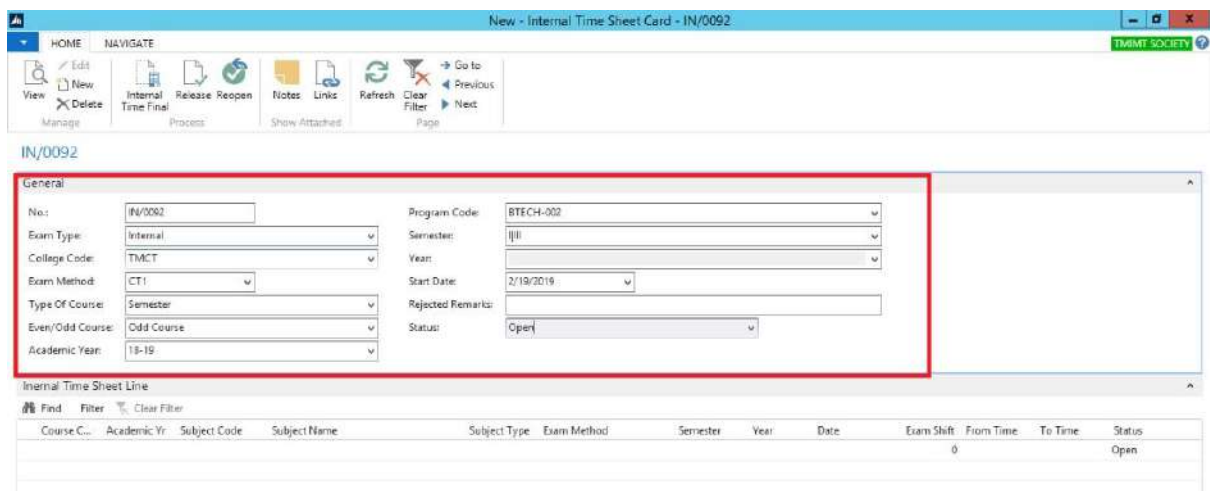 New - Internal Time Sheet Card - IN/0092
HOME NAVIGATE
TMIMT SOCIETY
View
Edit
New
Delete
Manage
Internal Time Final
Release
Reopen
Process
Notes
Links
Show Attached
Refresh
Clear Filter
Go to
Previous
Next
Page
IN/0092
General
No.: IN/0092
Exam Type: Internal
College Code: TMCT
Exam Method: CT1
Type Of Course: Semester
Even/Odd Course: Odd Course
Academic Year: 18-19
Program Code: BTECH-002
Semester: I|III
Year:
Start Date: 2/19/2019
Rejected Remarks:
Status: Open
Inernal Time Sheet Line
Find Filter Clear Filter
Course C... Academic Yr Subject Code Subject Name Subject Type Exam Method Semester Year Date Exam Shift From Time To Time Status
0 Open